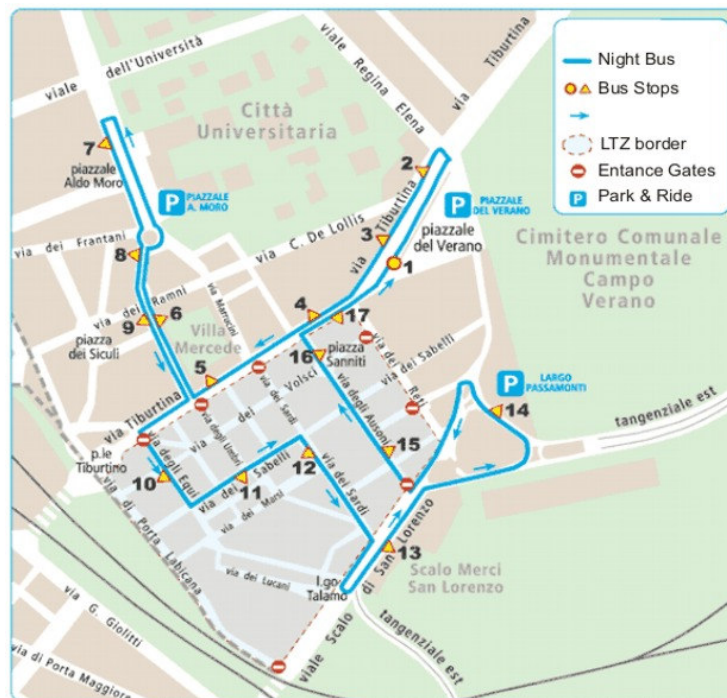 viale dell'Università
Città
Universitaria
viale Regina Elena
via Tiburtina
Night Bus
Bus Stops
LTZ border
Entance Gates
P Park & Ride
7
piazzale
Aldo Moro
P PIAZZALE
A. MORO
2
P PIAZZALE
DEL VERANO
via Tiburtina
3
piazzale
del Verano
1
Cimitero Comunale
Monumentale
Campo
Verano
via dei Frantani
8
via C. De Lollis
via dei Ramni
9
6
piazza
dei Siculi
via Marrucini
Villa
Mercede
4
17
16
piazza
Sanniti
via dei Reti
via dei Sabelli
5
via dei Volsci
via dei Sardi
via degli Ausoni
P LARGO
PASSAMONTI
14
tangenziale est
via Tiburtina
p.le
Tiburtino
via degli Umbri
via degli Equi
10
via dei Sabelli
11
12
15
via dei Marsi
via dei Sardi
via di Porta Labicana
13
via dei Lucani
l.go
Talamo
viale Scalo di San Lorenzo
Scalo Merci
San Lorenzo
via G. Giolitti
via di Porta Maggiore
tangenziale est